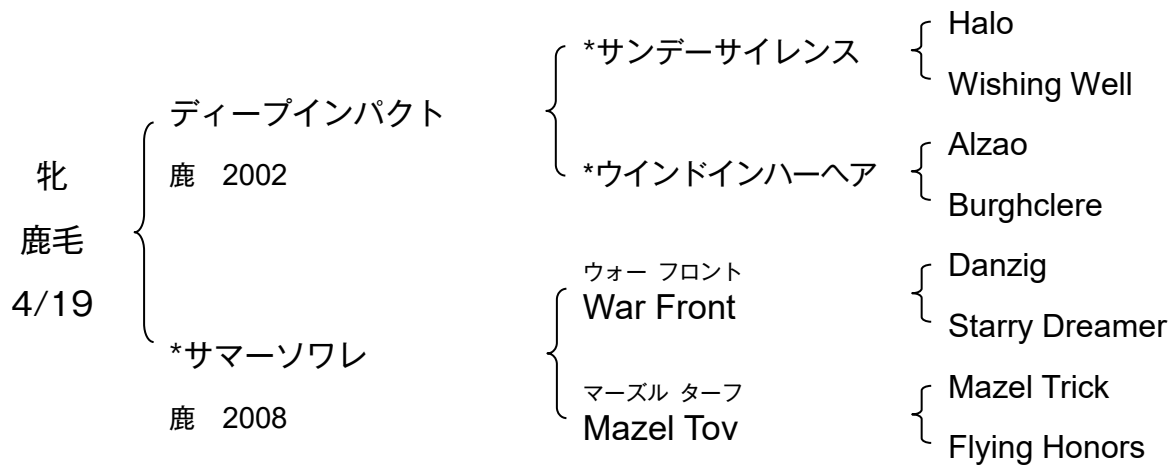 牝
鹿毛
4/19
ディープインパクト
鹿 2002
*サマーソワレ
鹿 2008
*サンデーサイレンス
*ウインドインハーヘア
ウォー フロント
War Front
マーズル ターフ
Mazel Tov
Halo
Wishing Well
Alzao
Burghclere
Danzig
Starry Dreamer
Mazel Trick
Flying Honors